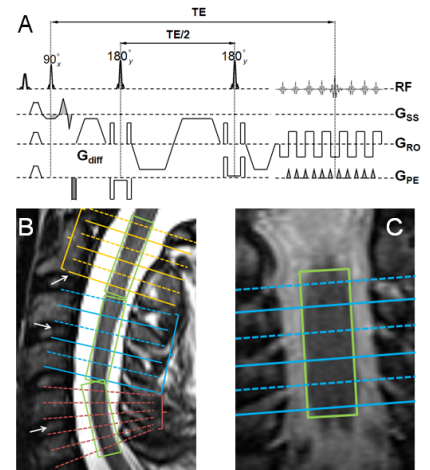 A
TE
TE/2
90°x
180°y
180°y
RF
GSS
Gdiff
GRO
GPE
B
C